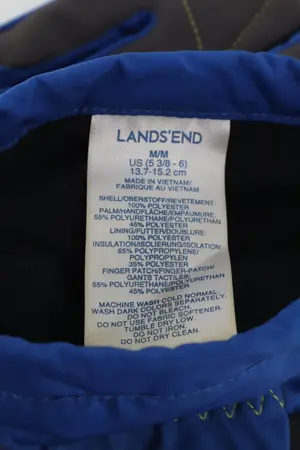 LANDS'END
M/M
US (5 3/8 - 6)
13.7-15.2 cm
MADE IN VIETNAM/
FABRIQUE AU VIETNAM
SHELL/OBERSTOFF/REVETEMENT:
100% POLYESTER
PALM/HANDFLÄCHE/EMPAUMURE:
55% POLYURETHANE/POLYURETHAN
45% POLYESTER
LINING/FUTTER/DOUBLURE:
100% POLYESTER
INSULATION/ISOLIERUNG/ISOLATION
65% POLYPROPYLENE/
POLYPROPYLEN
35% POLYESTER
FINGER PATCH/FINGER-PATCH/
GANTS TACTILES:
55% POLYURETHANE/POLYURETHAN
45% POLYESTER
MACHINE WASH COLD NORMAL.
WASH DARK COLORS SEPARATELY.
DO NOT BLEACH.
DO NOT USE FABRIC SOFTENER.
TUMBLE DRY LOW.
DO NOT IRON.
DO NOT DRY CLEAN.